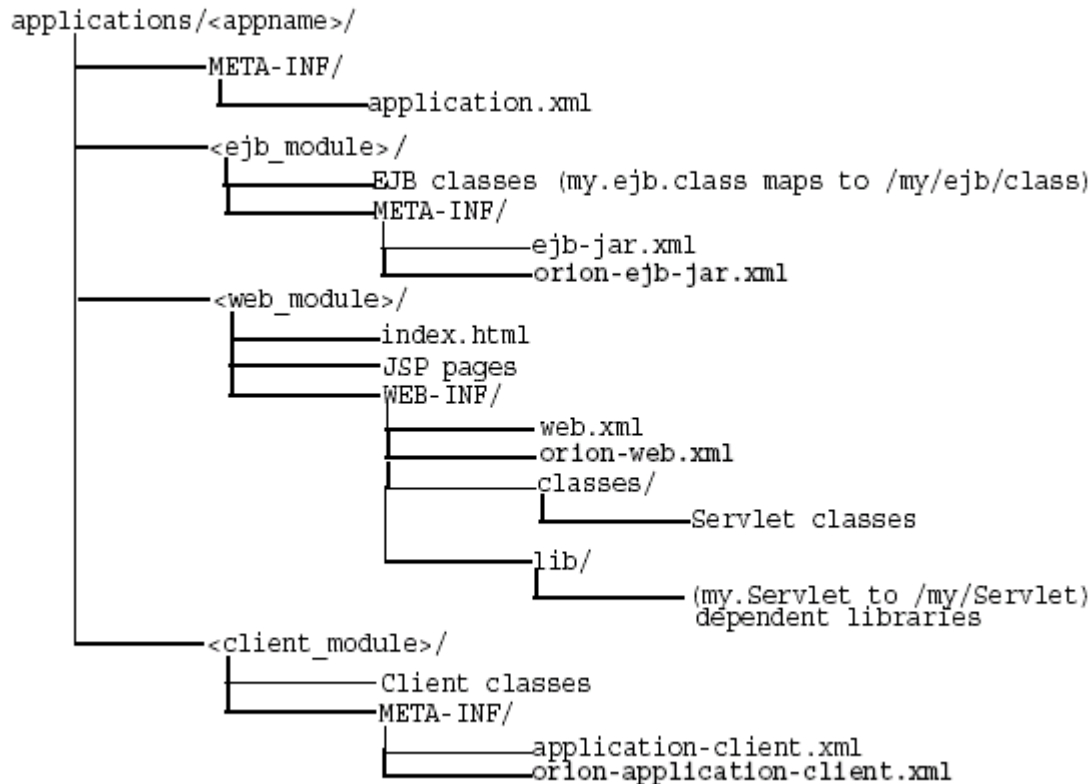 applications/<appname>/
META-INF/
application.xml
<ejb_module>/
EJB classes (my.ejb.class maps to /my/ejb/class)
META-INF/
ejb-jar.xml
orion-ejb-jar.xml
<web_module>/
index.html
JSP pages
WEB-INF/
web.xml
orion-web.xml
classes/
Servlet classes
lib/
(my.Servlet to /my/Servlet)
dependent libraries
<client_module>/
Client classes
META-INF/
application-client.xml
orion-application-client.xml